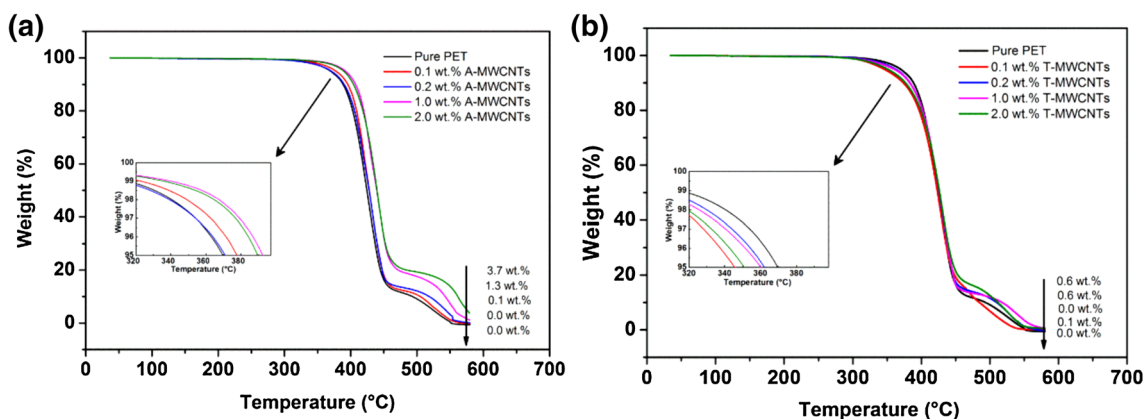 (a)
Weight (%)
100
80
60
40
20
0
Pure PET
0.1 wt.% A-MWCNTs
0.2 wt.% A-MWCNTs
1.0 wt.% A-MWCNTs
2.0 wt.% A-MWCNTs
Weight (%)
100
99
98
97
96
95
320
340
360
380
Temperature (°C)
3.7 wt.%
1.3 wt.%
0.1 wt.%
0.0 wt.%
0.0 wt.%
0 100 200 300 400 500 600 700
Temperature (°C)
(b)
Weight (%)
100
80
60
40
20
0
Pure PET
0.1 wt.% T-MWCNTs
0.2 wt.% T-MWCNTs
1.0 wt.% T-MWCNTs
2.0 wt.% T-MWCNTs
Weight (%)
100
99
98
97
96
95
320
340
360
380
Temperature (°C)
0.6 wt.%
0.6 wt.%
0.0 wt.%
0.1 wt.%
0.0 wt.%
0 100 200 300 400 500 600 700
Temperature (°C)